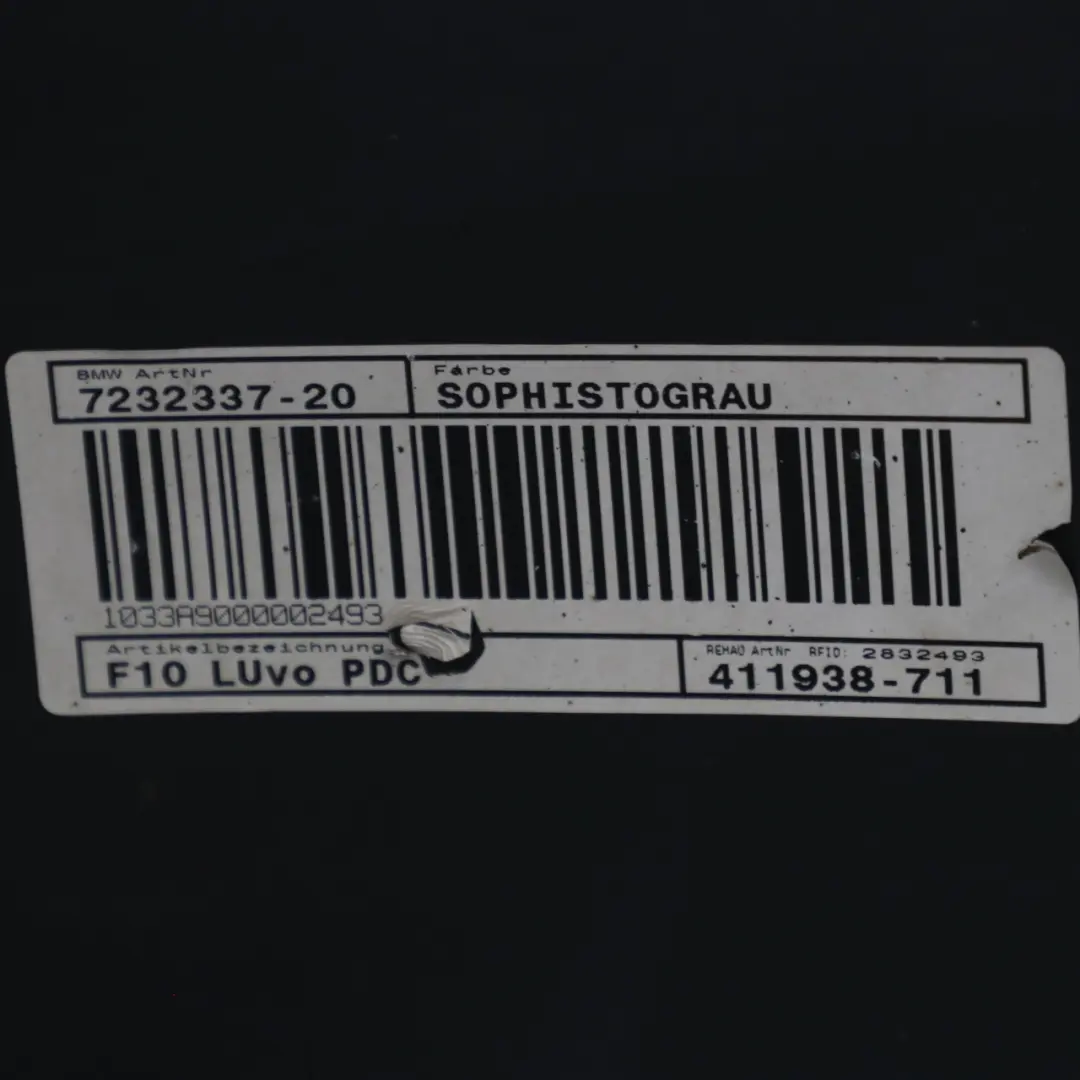 BMW ArtNr Farbe
7232337-20 SOPHISTOGRAU
1033A9000002493
Artikelbezeichnung REHAU ArtNr RFID: 2832493
F10 LUvo PDC 411938-711